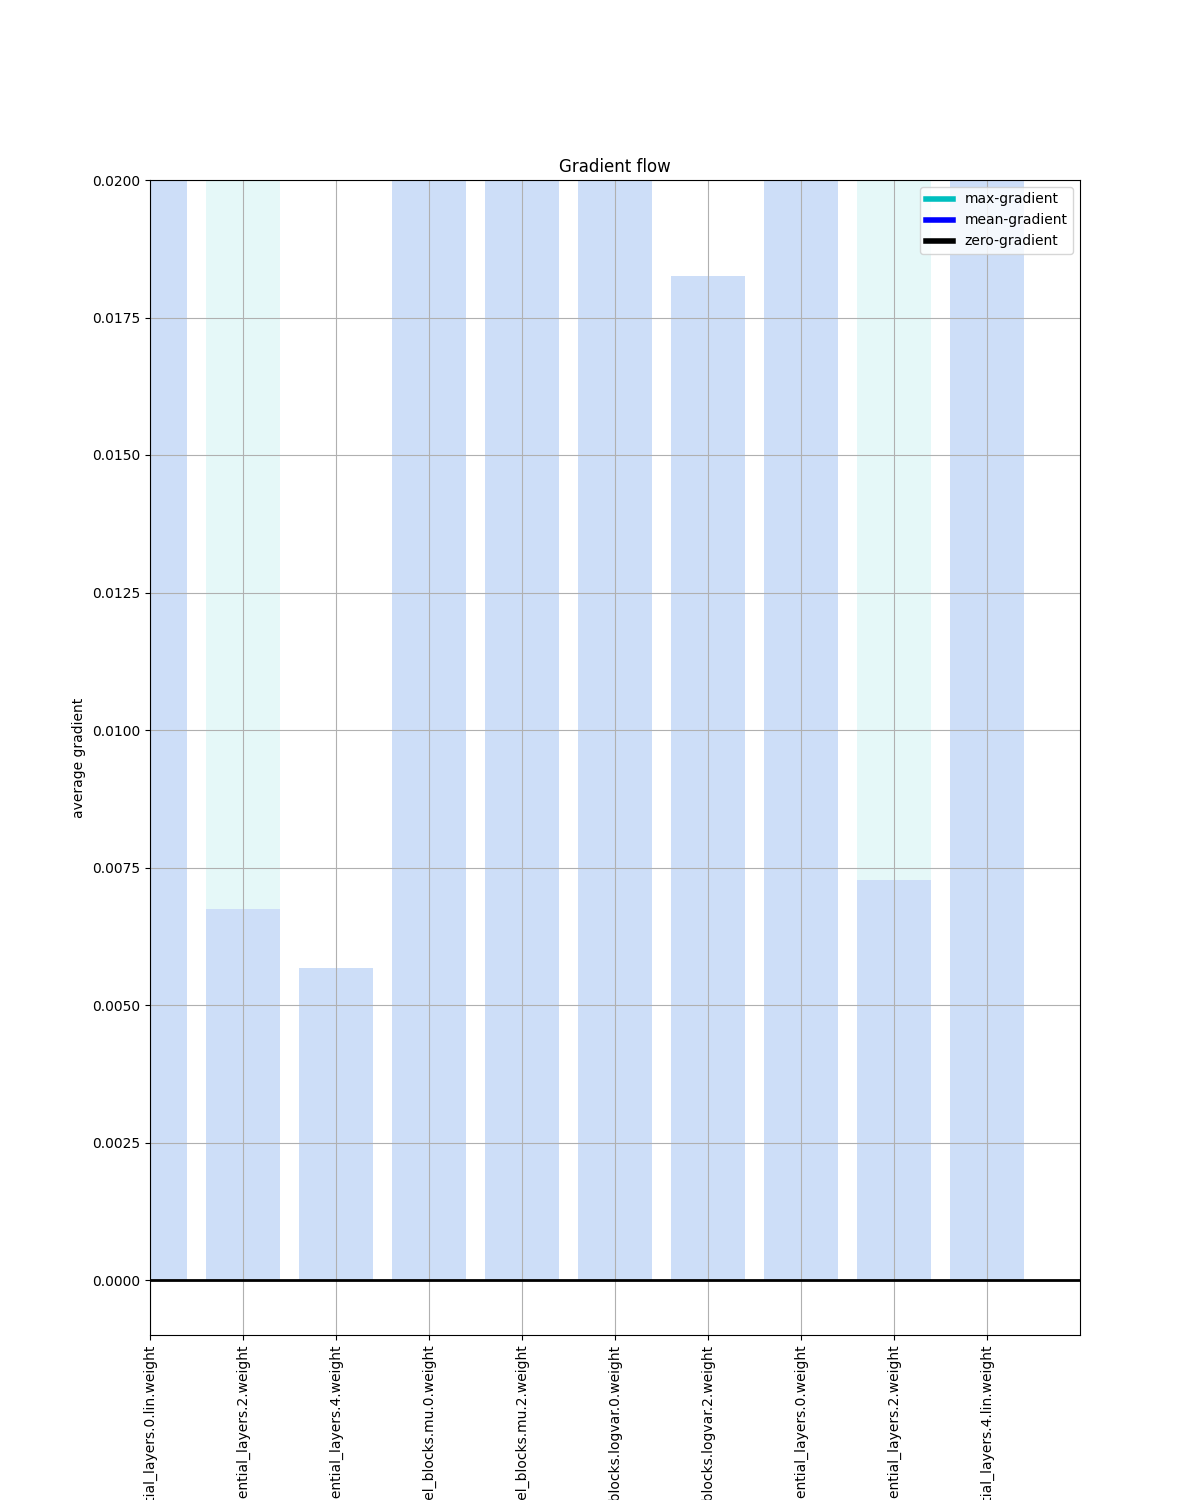 Gradient flow
max-gradient
mean-gradient
zero-gradient
0.0200
0.0175
0.0150
0.0125
0.0100
0.0075
0.0050
0.0025
0.0000
average gradient
tial_layers.0.lin.weight
ential_layers.2.weight
ential_layers.4.weight
el_blocks.mu.0.weight
el_blocks.mu.2.weight
blocks.logvar.0.weight
blocks.logvar.2.weight
ential_layers.0.weight
ential_layers.2.weight
tial_layers.4.lin.weight